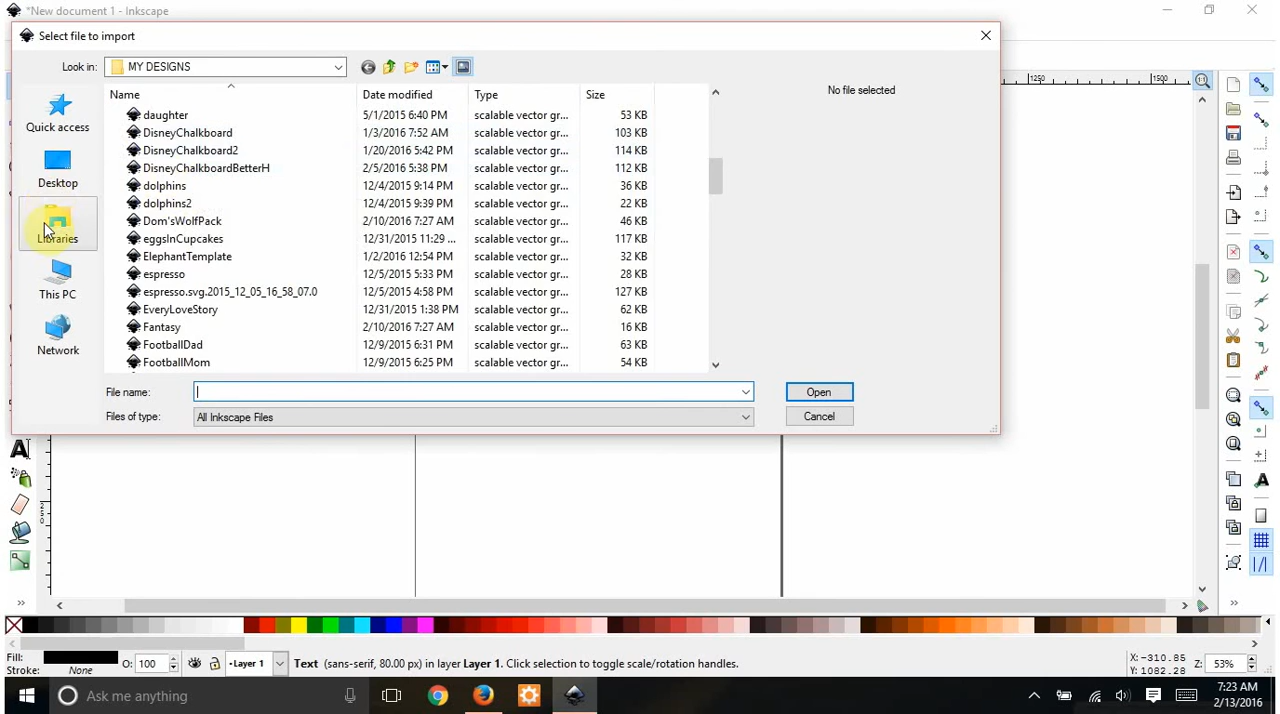 *New document 1 - Inkscape
Select file to import
Look in: MY DESIGNS
No file selected
Name Date modified Type Size
daughter 5/1/2015 6:40 PM scalable vector gr... 53 KB
DisneyChalkboard 1/3/2016 7:52 AM scalable vector gr... 103 KB
DisneyChalkboard2 1/20/2016 5:42 PM scalable vector gr... 114 KB
DisneyChalkboardBetterH 2/5/2016 5:38 PM scalable vector gr... 112 KB
dolphins 12/4/2015 9:14 PM scalable vector gr... 36 KB
dolphins2 12/4/2015 9:39 PM scalable vector gr... 22 KB
Dom'sWolfPack 2/10/2016 7:27 AM scalable vector gr... 46 KB
eggsInCupcakes 12/31/2015 11:29 ... scalable vector gr... 117 KB
ElephantTemplate 1/2/2016 12:54 PM scalable vector gr... 32 KB
espresso 12/5/2015 5:33 PM scalable vector gr... 28 KB
espresso.svg.2015_12_05_16_58_07.0 12/5/2015 4:58 PM scalable vector gr... 127 KB
EveryLoveStory 12/31/2015 1:38 PM scalable vector gr... 62 KB
Fantasy 2/10/2016 7:27 AM scalable vector gr... 16 KB
FootballDad 12/9/2015 6:31 PM scalable vector gr... 63 KB
FootballMom 12/9/2015 6:25 PM scalable vector gr... 54 KB
Quick access
Desktop
Libraries
This PC
Network
File name: Open
Files of type: All Inkscape Files Cancel
1250 1500
Fill: O: 100 Layer 1 Text (sans-serif, 80.00 px) in layer Layer 1. Click selection to toggle scale/rotation handles. X: -310.85 Z: 53%
Stroke: None Y: 1082.28
Ask me anything 7:23 AM
2/13/2016